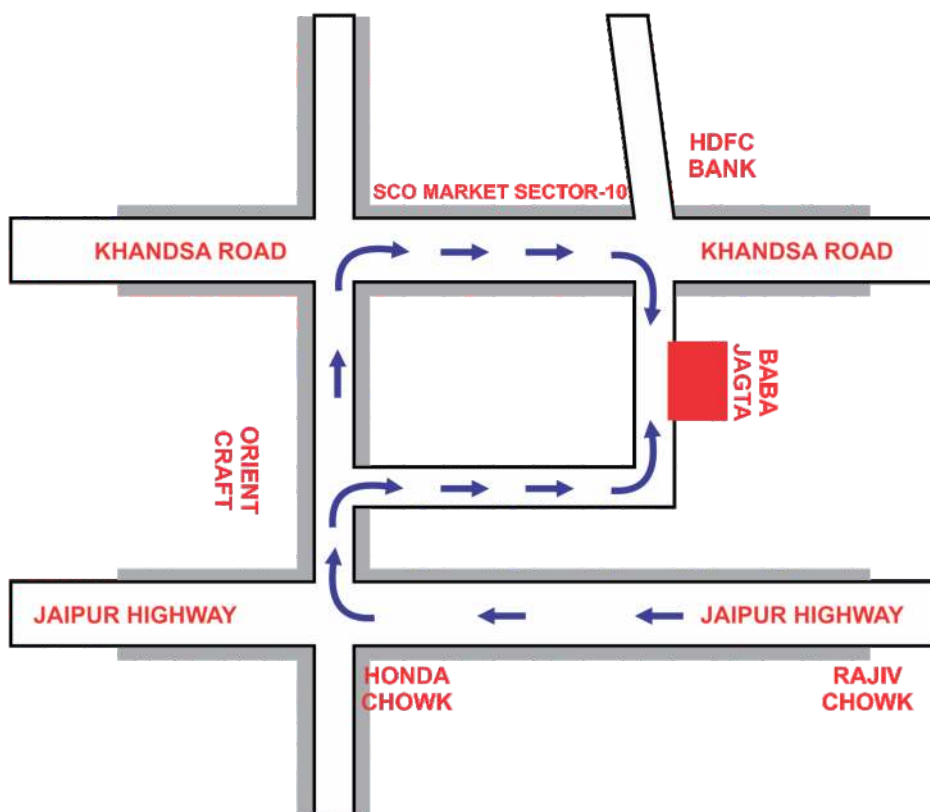 HDFC
BANK
SCO MARKET SECTOR-10
KHANDSA ROAD
KHANDSA ROAD
BABA
JAGTA
ORIENT
CRAFT
JAIPUR HIGHWAY
JAIPUR HIGHWAY
HONDA
CHOWK
RAJIV
CHOWK